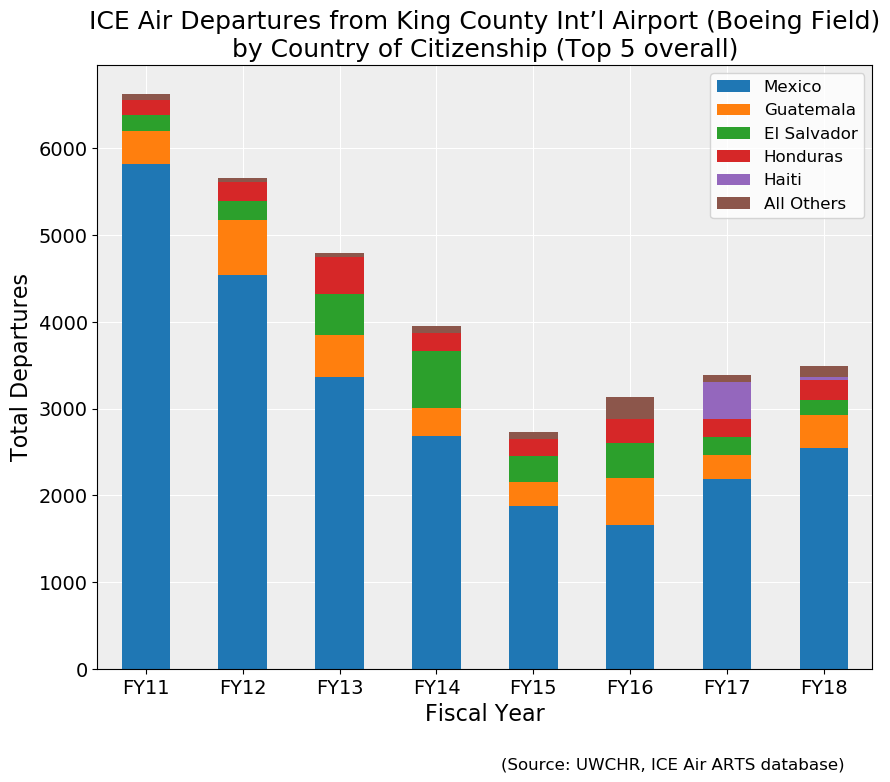 ICE Air Departures from King County Int’l Airport (Boeing Field)
by Country of Citizenship (Top 5 overall)
Mexico
Guatemala
El Salvador
Honduras
Haiti
All Others
Total Departures
6000
5000
4000
3000
2000
1000
0
FY11 FY12 FY13 FY14 FY15 FY16 FY17 FY18
Fiscal Year
(Source: UWCHR, ICE Air ARTS database)